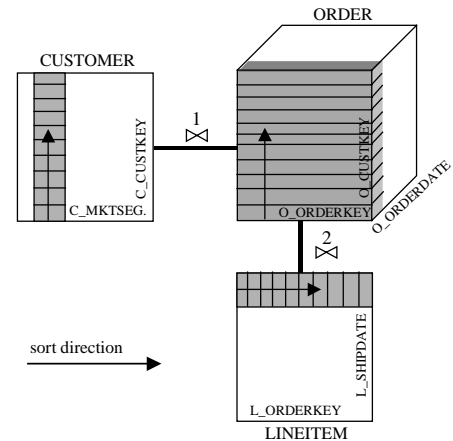 ORDER
CUSTOMER
1
C_CUSTKEY
C_MKTSEG.
O_CUSTKEY
O_ORDERKEY
O_ORDERDATE
2
L_SHIPDATE
sort direction
L_ORDERKEY
LINEITEM